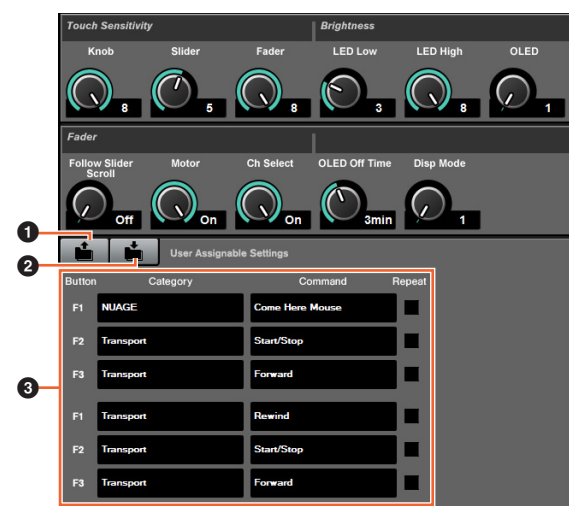 Touch Sensitivity Brightness
Knob Slider Fader LED Low LED High OLED
8 5 8 3 8 1
Fader
Follow Slider Scroll Motor Ch Select OLED Off Time Disp Mode
Off On On 3min 1
1
2 User Assignable Settings
Button Category Command Repeat
F1 NUAGE Come Here Mouse
F2 Transport Start/Stop
F3 Transport Forward
3
F1 Transport Rewind
F2 Transport Start/Stop
F3 Transport Forward